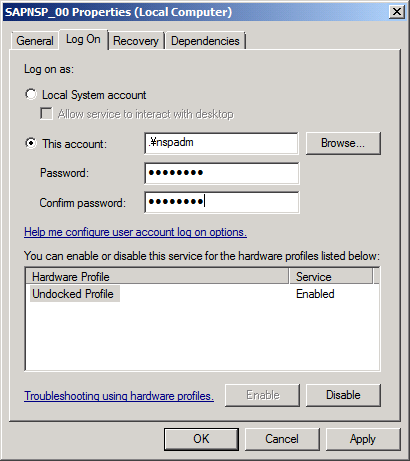 SAPNSP_00 Properties (Local Computer)
General Log On Recovery Dependencies
Log on as:
Local System account
Allow service to interact with desktop
This account: .¥nspadm Browse...
Password: ●●●●●●●●
Confirm password: ●●●●●●●●
Help me configure user account log on options.
You can enable or disable this service for the hardware profiles listed below:
Hardware Profile Service
Undocked Profile Enabled
Troubleshooting using hardware profiles. Enable Disable
OK Cancel Apply